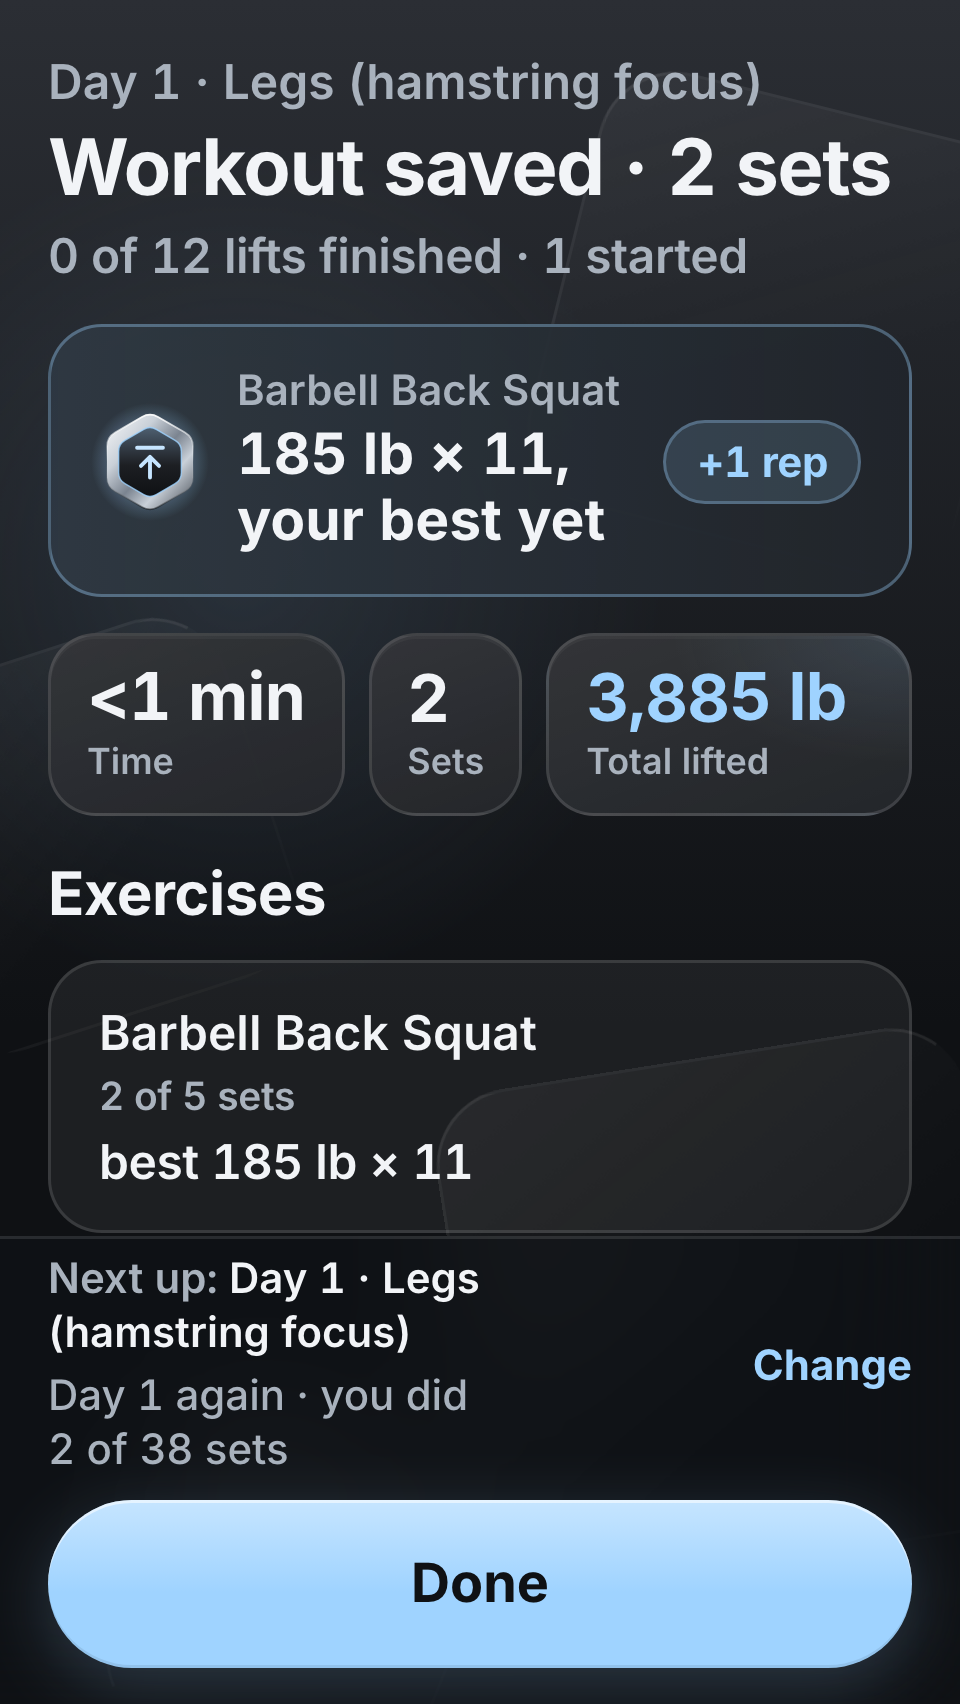 Day 1 · Legs (hamstring focus)
Workout saved · 2 sets
0 of 12 lifts finished · 1 started
Barbell Back Squat
185 lb × 11,
your best yet
+1 rep
<1 min
Time
2
Sets
3,885 lb
Total lifted
Exercises
Barbell Back Squat
2 of 5 sets
best 185 lb × 11
Next up: Day 1 · Legs
(hamstring focus)
Day 1 again · you did
2 of 38 sets
Change
Done